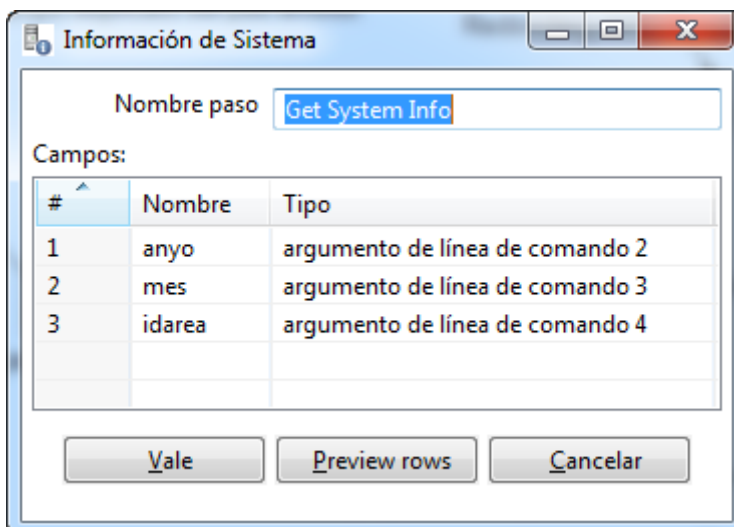 Información de Sistema
Nombre paso Get System Info
Campos:
# Nombre Tipo
1 anyo argumento de línea de comando 2
2 mes argumento de línea de comando 3
3 idarea argumento de línea de comando 4
Vale Preview rows Cancelar